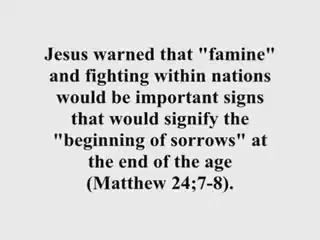 Jesus warned that "famine"
and fighting within nations
would be important signs
that would signify the
"beginning of sorrows" at
the end of the age
(Matthew 24;7-8).